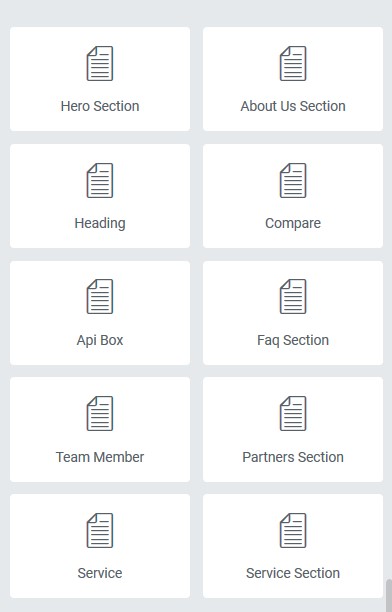 Hero Section
About Us Section
Heading
Compare
Api Box
Faq Section
Team Member
Partners Section
Service
Service Section